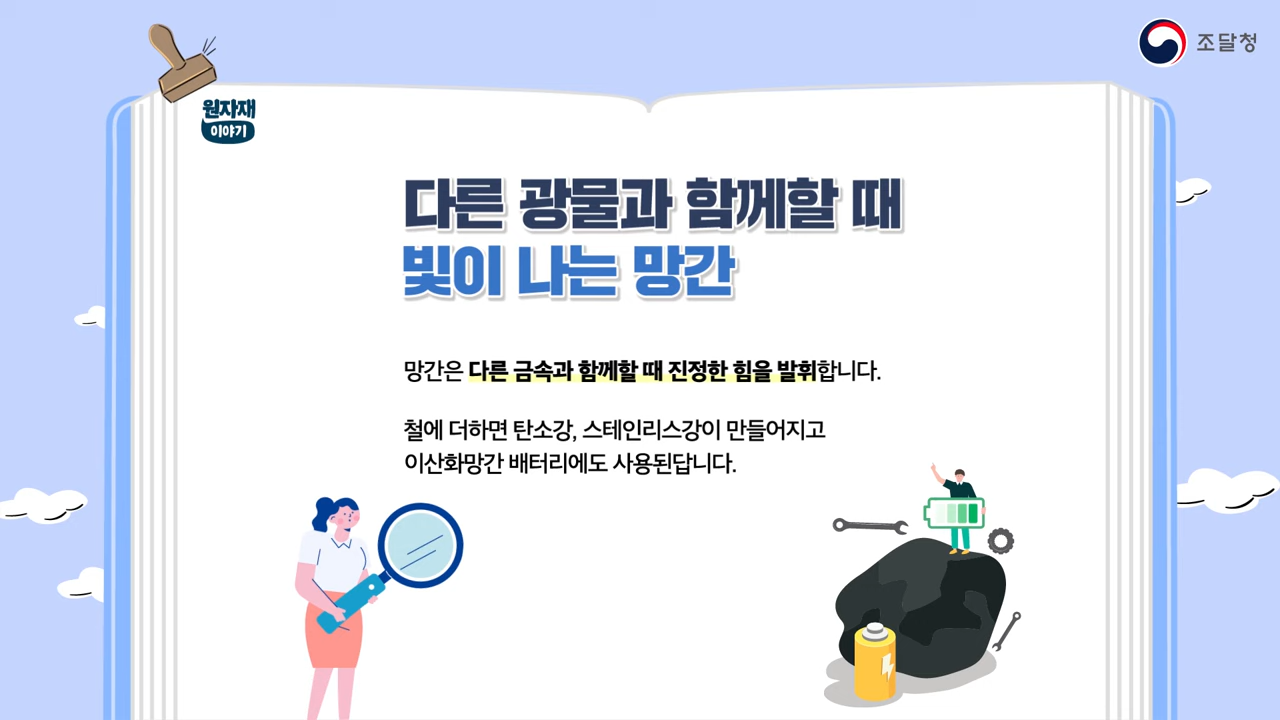 조달청
원자재
이야기
다른 광물과 함께할 때
빛이 나는 망간
망간은 다른 금속과 함께할 때 진정한 힘을 발휘합니다.
철에 더하면 탄소강, 스테인리스강이 만들어지고
이산화망간 배터리에도 사용된답니다.